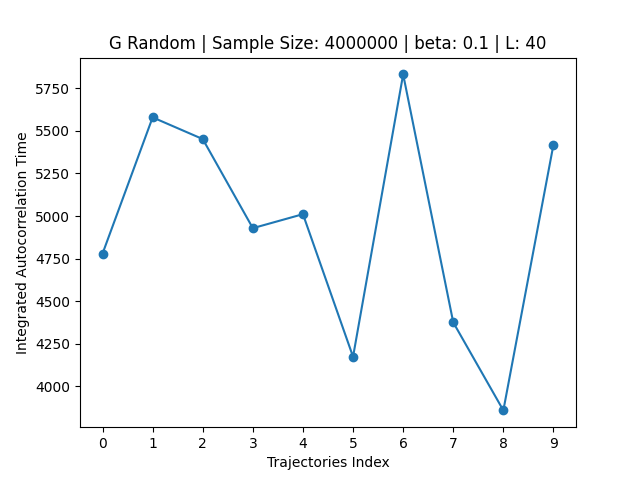 G Random | Sample Size: 4000000 | beta: 0.1 | L: 40
Integrated Autocorrelation Time
5750
5500
5250
5000
4750
4500
4250
4000
0 1 2 3 4 5 6 7 8 9
Trajectories Index